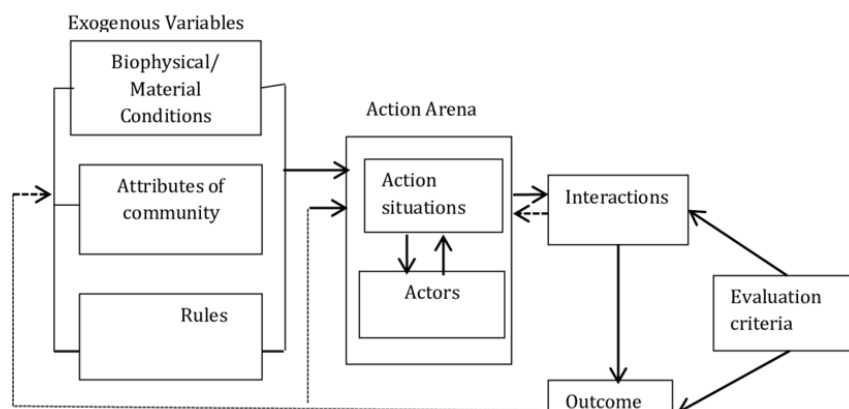 Exogenous Variables
Biophysical/
Material
Conditions
Attributes of
community
Rules
Action Arena
Action
situations
Actors
Interactions
Evaluation
criteria
Outcome